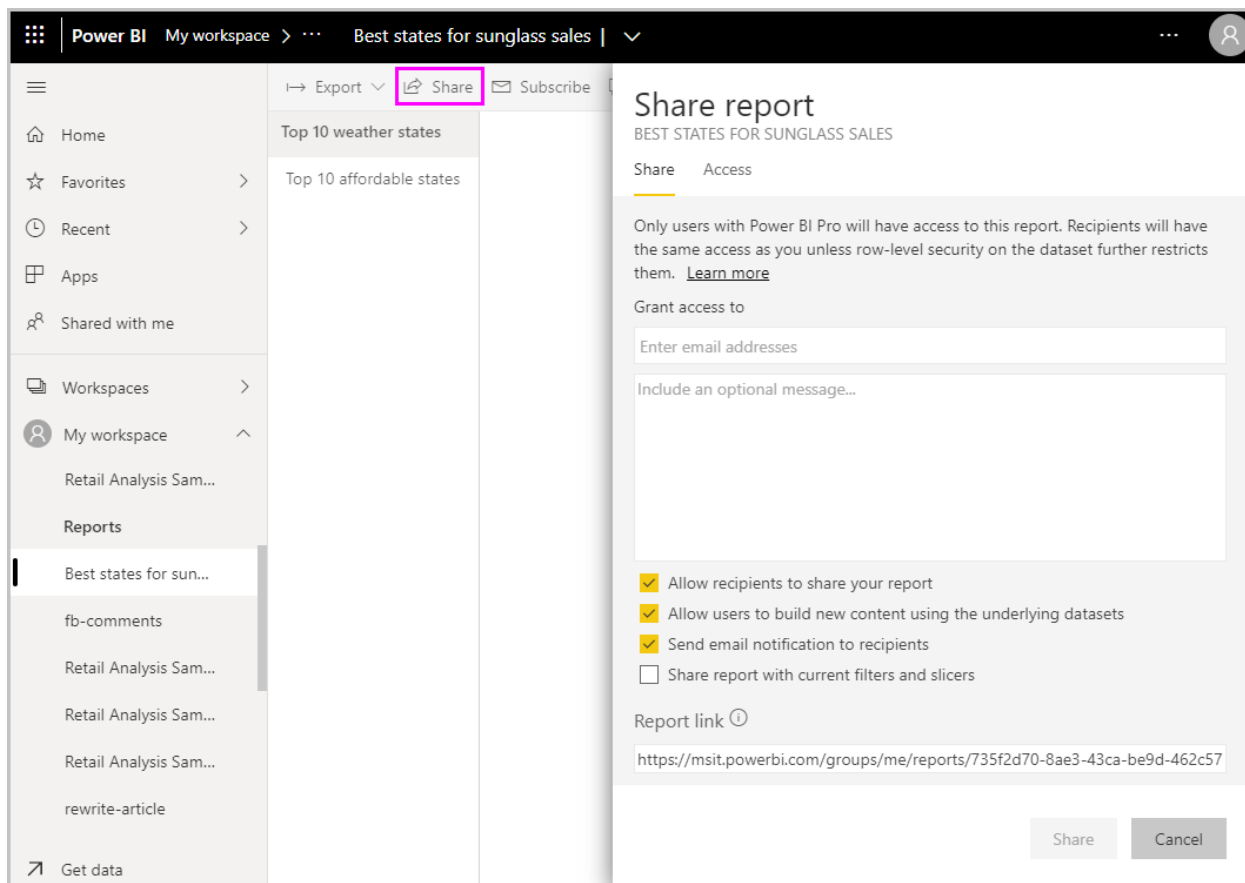 Power BI My workspace > ··· Best states for sunglass sales |
···
Export Share Subscribe
Home
Favorites
Recent
Apps
Shared with me
Workspaces
My workspace
Retail Analysis Sam...
Reports
Best states for sun...
fb-comments
Retail Analysis Sam...
Retail Analysis Sam...
Retail Analysis Sam...
rewrite-article
Get data
Top 10 weather states
Top 10 affordable states
Share report
BEST STATES FOR SUNGLASS SALES
Share Access
Only users with Power BI Pro will have access to this report. Recipients will have
the same access as you unless row-level security on the dataset further restricts
them. Learn more
Grant access to
Enter email addresses
Include an optional message...
Allow recipients to share your report
Allow users to build new content using the underlying datasets
Send email notification to recipients
Share report with current filters and slicers
Report link
https://msit.powerbi.com/groups/me/reports/735f2d70-8ae3-43ca-be9d-462c57
Share Cancel